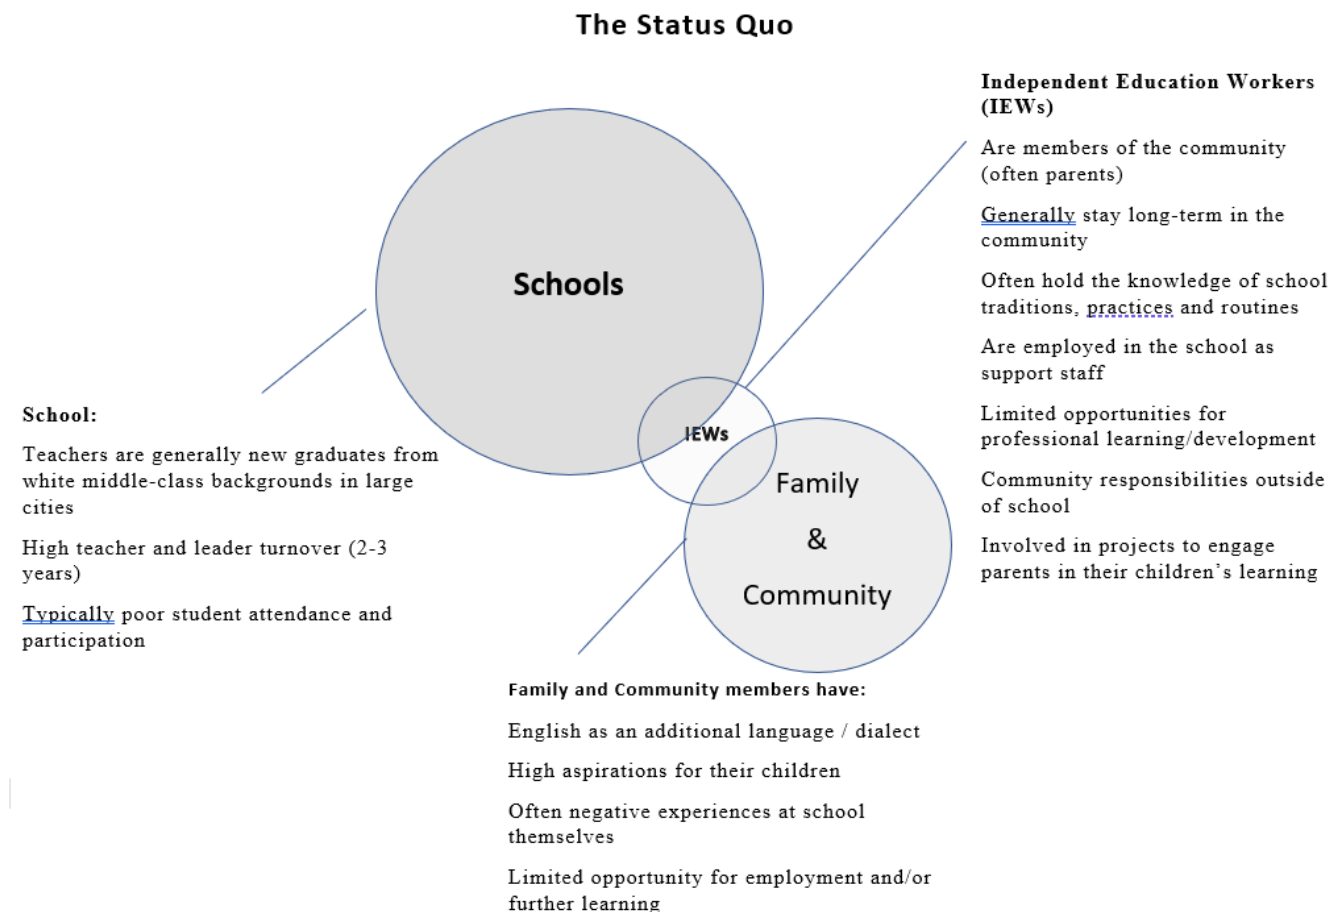 The Status Quo
Schools
IEWs
Family
&
Community
School:
Teachers are generally new graduates from
white middle-class backgrounds in large
cities
High teacher and leader turnover (2-3
years)
Typically poor student attendance and
participation
Independent Education Workers
(IEWs)
Are members of the community
(often parents)
Generally stay long-term in the
community
Often hold the knowledge of school
traditions, practices and routines
Are employed in the school as
support staff
Limited opportunities for
professional learning/development
Community responsibilities outside
of school
Involved in projects to engage
parents in their children’s learning
Family and Community members have:
English as an additional language / dialect
High aspirations for their children
Often negative experiences at school
themselves
Limited opportunity for employment and/or
further learning